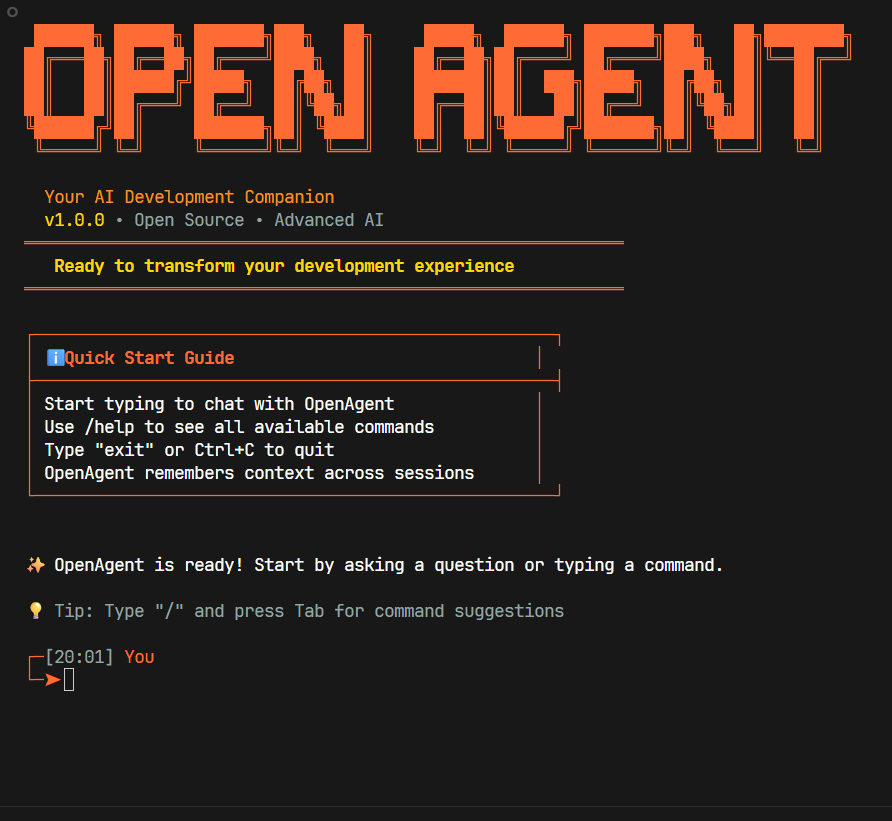 OPEN AGENT
Your AI Development Companion
v1.0.0 • Open Source • Advanced AI
Ready to transform your development experience
ℹ️Quick Start Guide
Start typing to chat with OpenAgent
Use /help to see all available commands
Type "exit" or Ctrl+C to quit
OpenAgent remembers context across sessions
✨ OpenAgent is ready! Start by asking a question or typing a command.
💡 Tip: Type "/" and press Tab for command suggestions
[20:01] You
➤